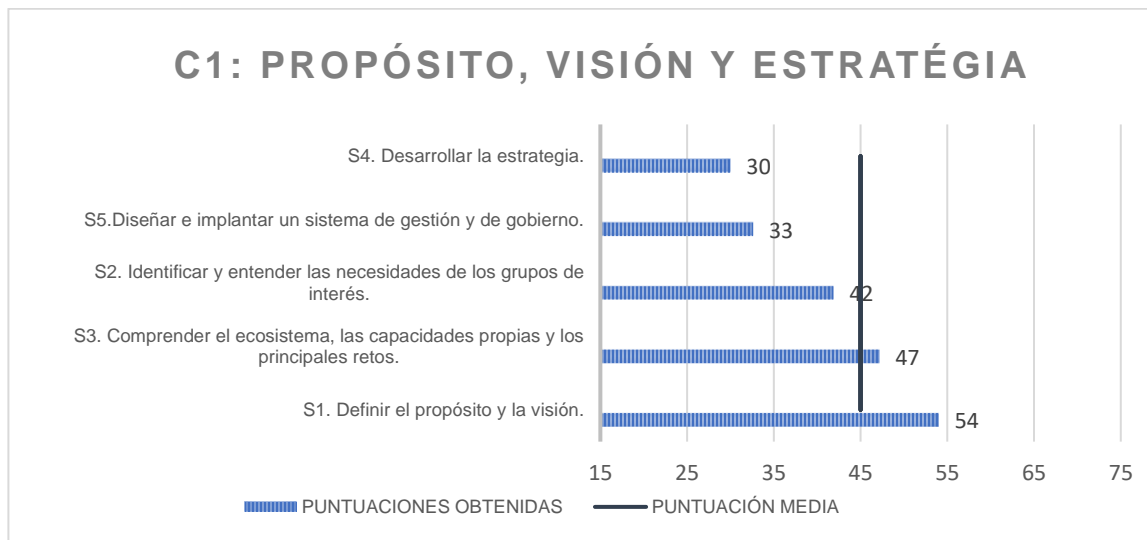 C1: PROPÓSITO, VISIÓN Y ESTRATÉGIA
S4. Desarrollar la estrategia.
30
S5.Diseñar e implantar un sistema de gestión y de gobierno.
33
S2. Identificar y entender las necesidades de los grupos de
interés.
42
S3. Comprender el ecosistema, las capacidades propias y los
principales retos.
47
S1. Definir el propósito y la visión.
54
15 25 35 45 55 65 75
PUNTUACIONES OBTENIDAS PUNTUACIÓN MEDIA